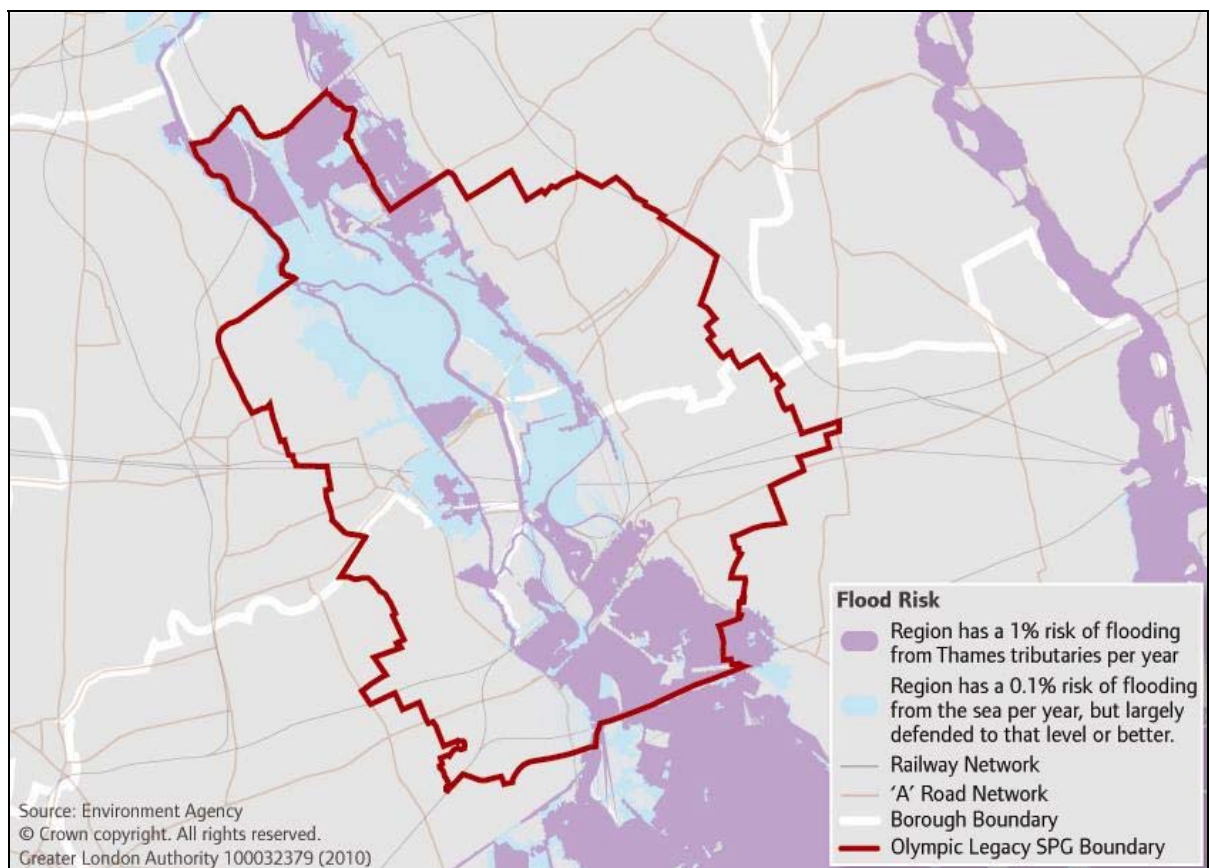 Flood Risk
Region has a 1% risk of flooding
from Thames tributaries per year
Region has a 0.1% risk of flooding
from the sea per year, but largely
defended to that level or better.
Railway Network
‘A’ Road Network
Borough Boundary
Olympic Legacy SPG Boundary
Source: Environment Agency
© Crown copyright. All rights reserved.
Greater London Authority 100032379 (2010)